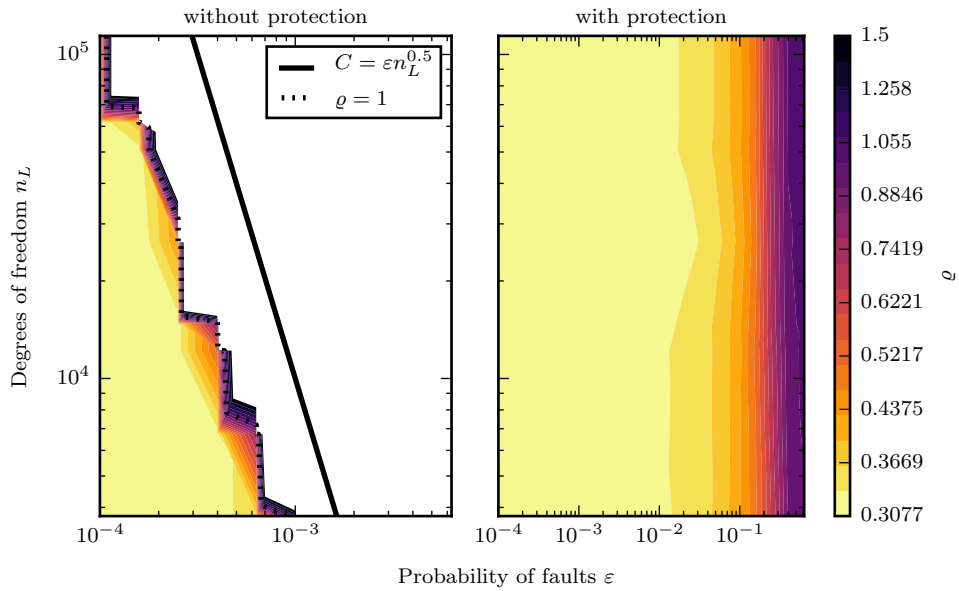 without protection
with protection
10^5
10^4
Degrees of freedom n_L
C = εn_L^{0.5}
ϱ = 1
1.5
1.258
1.055
0.8846
0.7419
0.6221
0.5217
0.4375
0.3669
0.3077
ϱ
10^{-4}
10^{-3}
10^{-4}
10^{-3}
10^{-2}
10^{-1}
Probability of faults ε